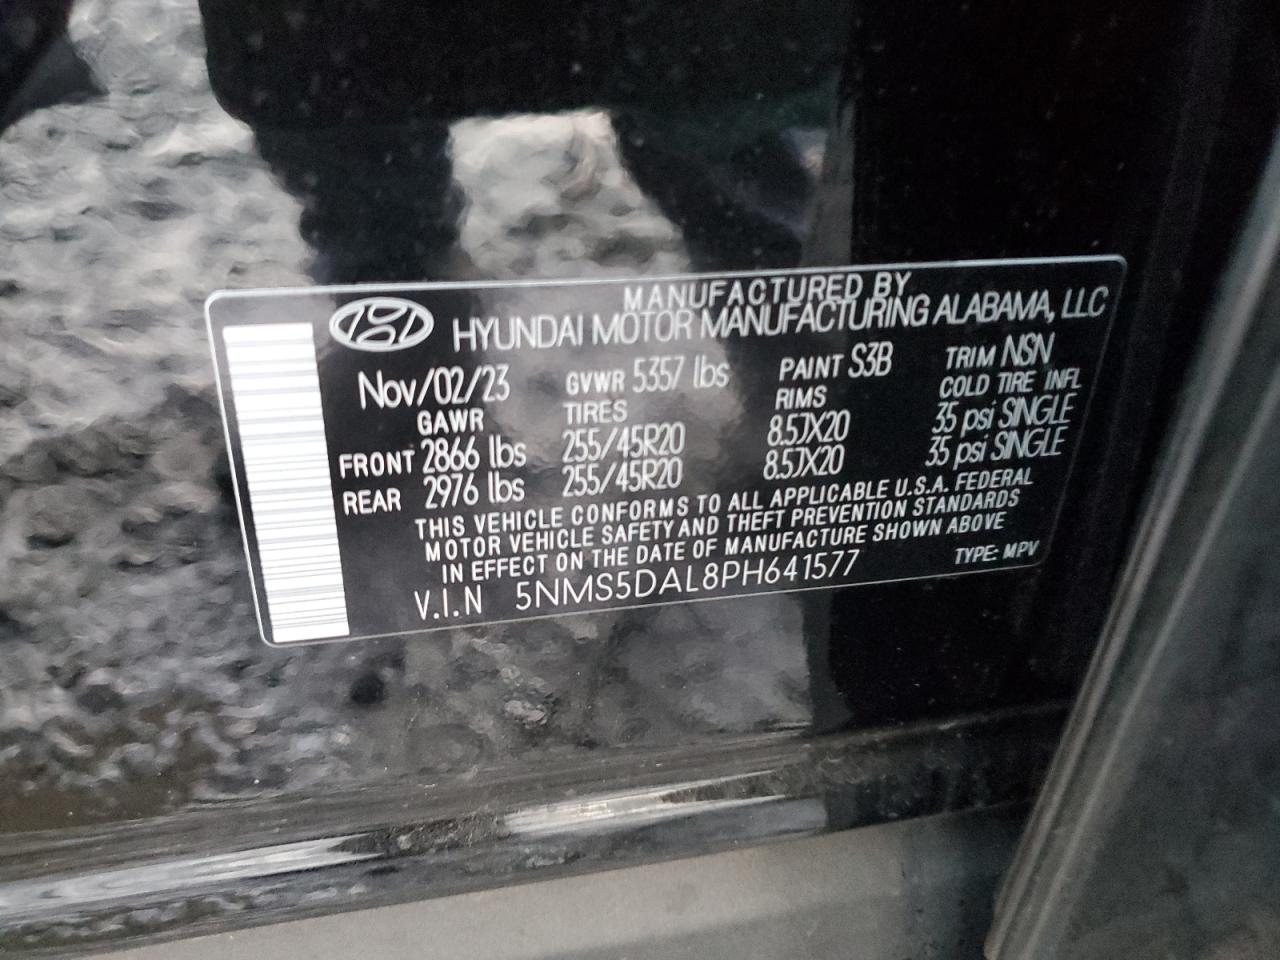 MANUFACTURED BY
HYUNDAI MOTOR MANUFACTURING ALABAMA, LLC
Nov/02/23 GVWR 5357 lbs PAINT S3B TRIM NSN
GAWR TIRES RIMS COLD TIRE INFL
FRONT 2866 lbs 255/45R20 8.5JX20 35 psi SINGLE
REAR 2976 lbs 255/45R20 8.5JX20 35 psi SINGLE
THIS VEHICLE CONFORMS TO ALL APPLICABLE U.S.A. FEDERAL
MOTOR VEHICLE SAFETY AND THEFT PREVENTION STANDARDS
IN EFFECT ON THE DATE OF MANUFACTURE SHOWN ABOVE
V.I.N 5NMS5DAL8PH641577 TYPE: MPV